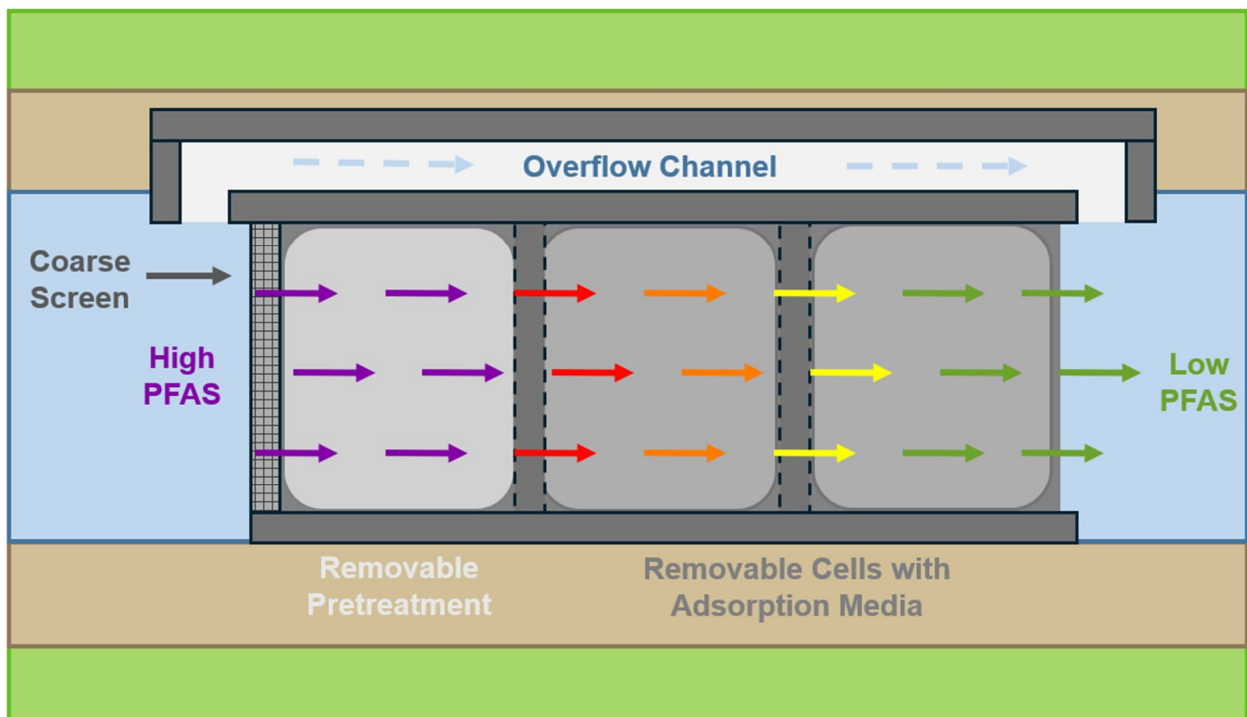 Overflow Channel
Coarse
Screen
High
PFAS
Low
PFAS
Removable
Pretreatment
Removable Cells with
Adsorption Media